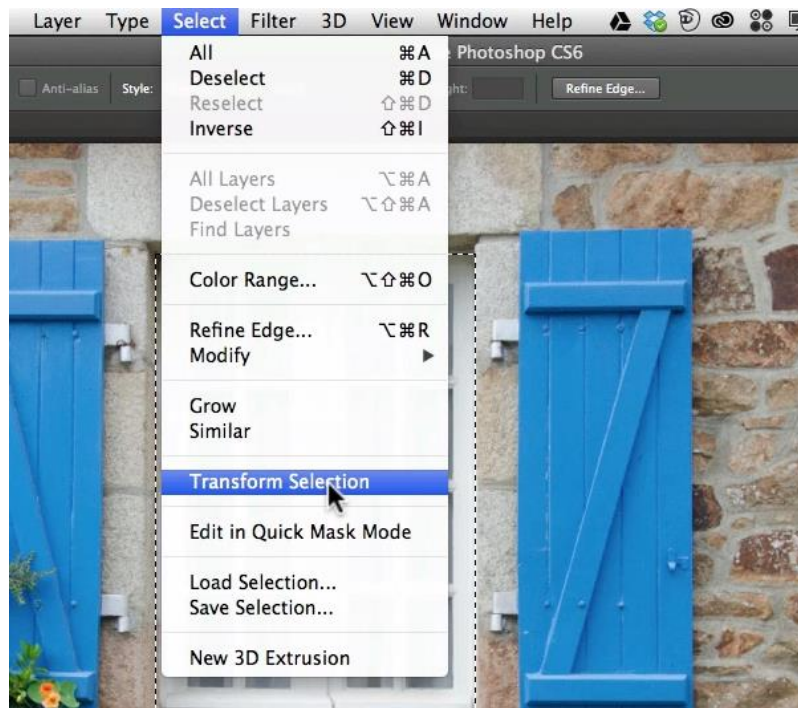 Layer Type Select Filter 3D View Window Help
Photoshop CS6
Anti-alias Style: Refine Edge...
All ⌘A
Deselect ⌘D
Reselect ⇧⌘D
Inverse ⇧⌘I
All Layers ⌥⌘A
Deselect Layers ⌥⇧⌘A
Find Layers
Color Range... ⌥⇧⌘O
Refine Edge... ⌥⌘R
Modify ▶
Grow
Similar
Transform Selection
Edit in Quick Mask Mode
Load Selection...
Save Selection...
New 3D Extrusion